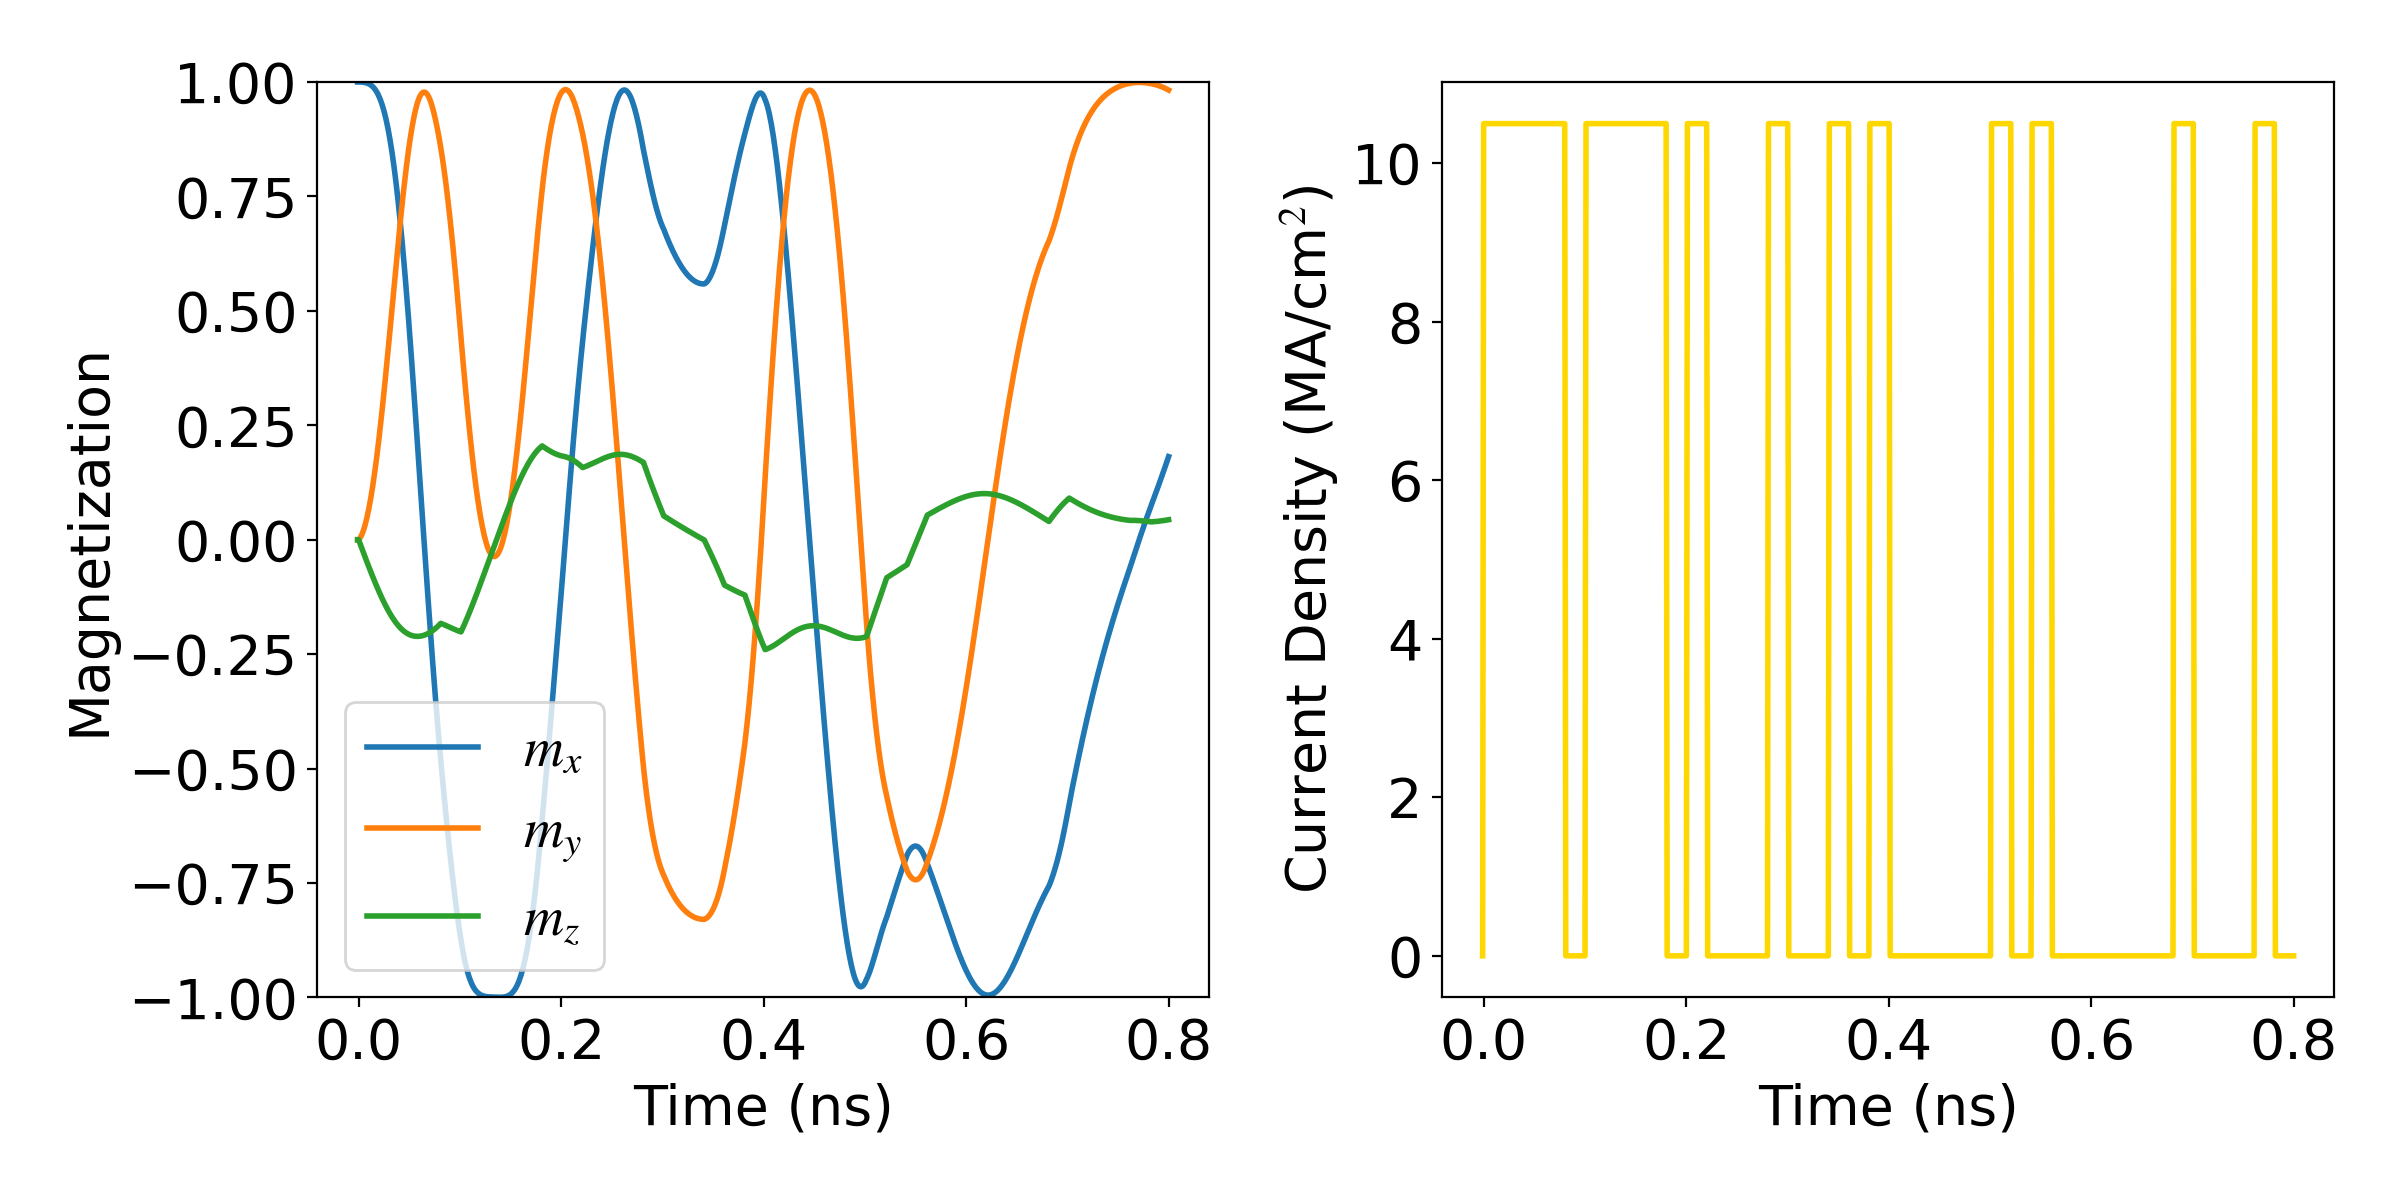 1.00
0.75
0.50
0.25
0.00
−0.25
−0.50
−0.75
−1.00
Magnetization
m_x
m_y
m_z
0.0 0.2 0.4 0.6 0.8
Time (ns)
10
8
6
4
2
0
Current Density (MA/cm²)
0.0 0.2 0.4 0.6 0.8
Time (ns)